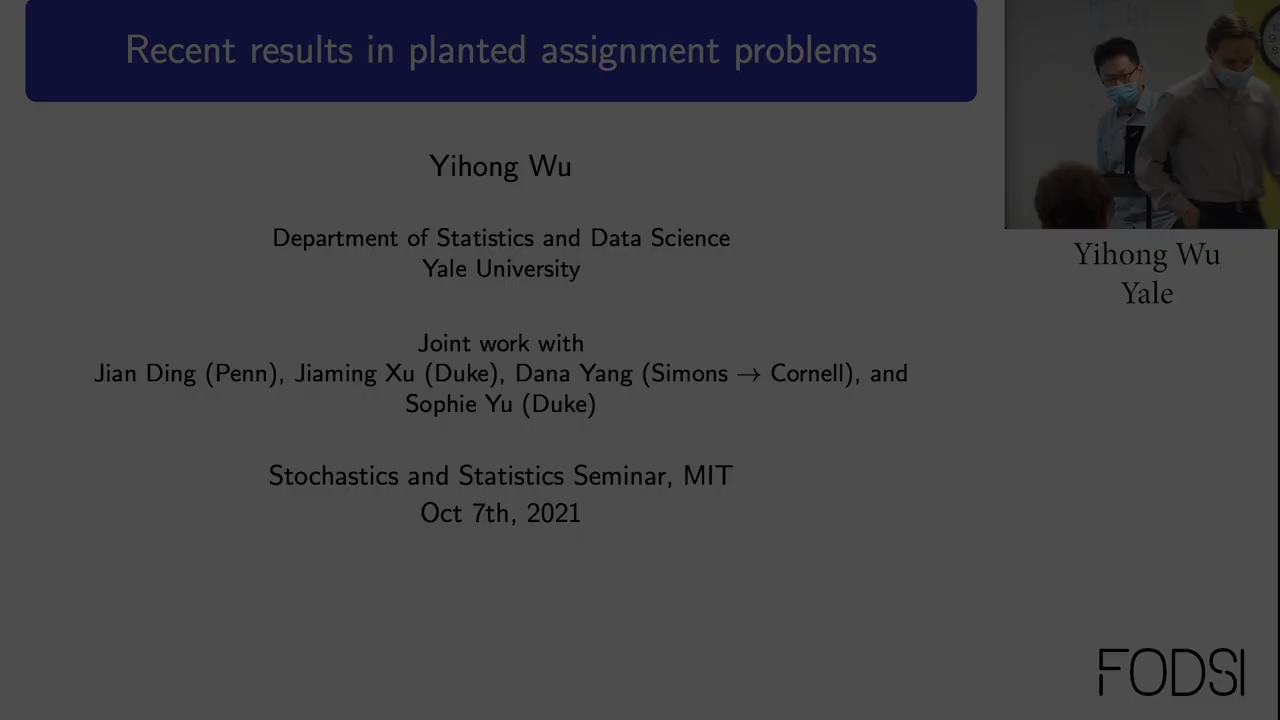 Recent results in planted assignment problems
Yihong Wu
Department of Statistics and Data Science
Yale University
Joint work with
Jian Ding (Penn), Jiaming Xu (Duke), Dana Yang (Simons → Cornell), and
Sophie Yu (Duke)
Stochastics and Statistics Seminar, MIT
Oct 7th, 2021
Yihong Wu
Yale
FODSI